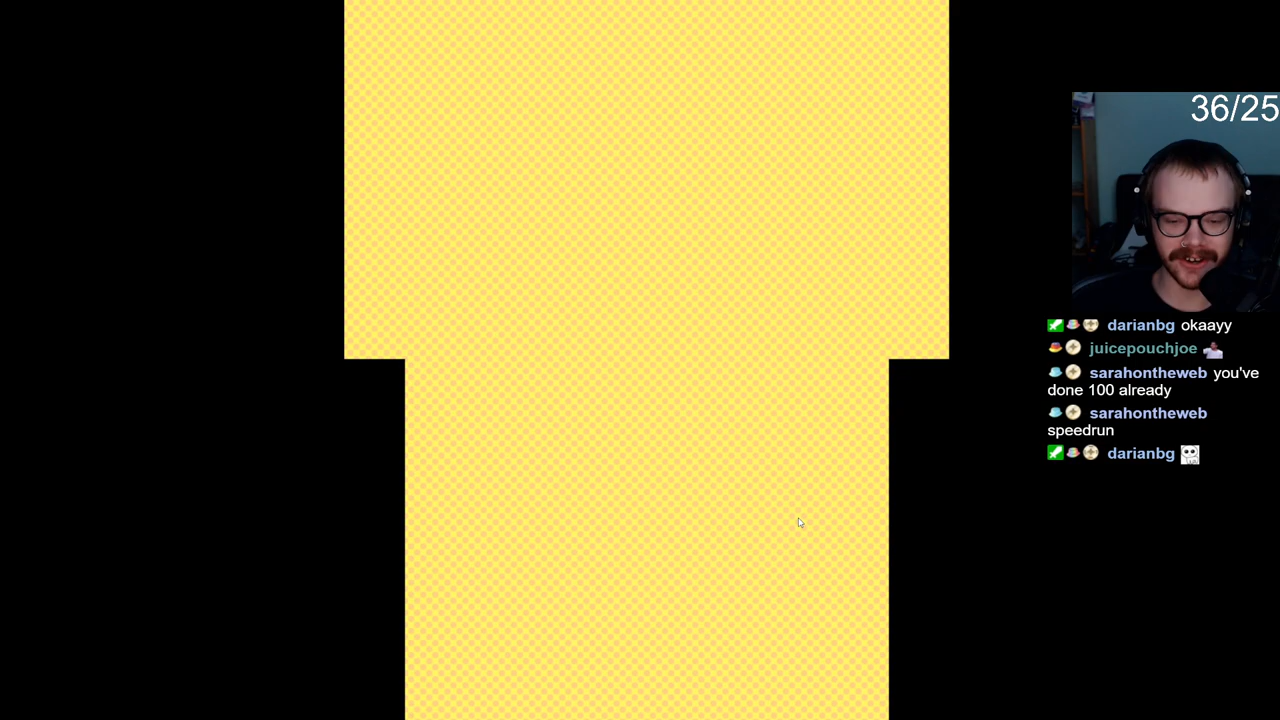 36/25
darianbg okaayy
juicepouchjoe
sarahontheweb you've
done 100 already
sarahontheweb
speedrun
darianbg